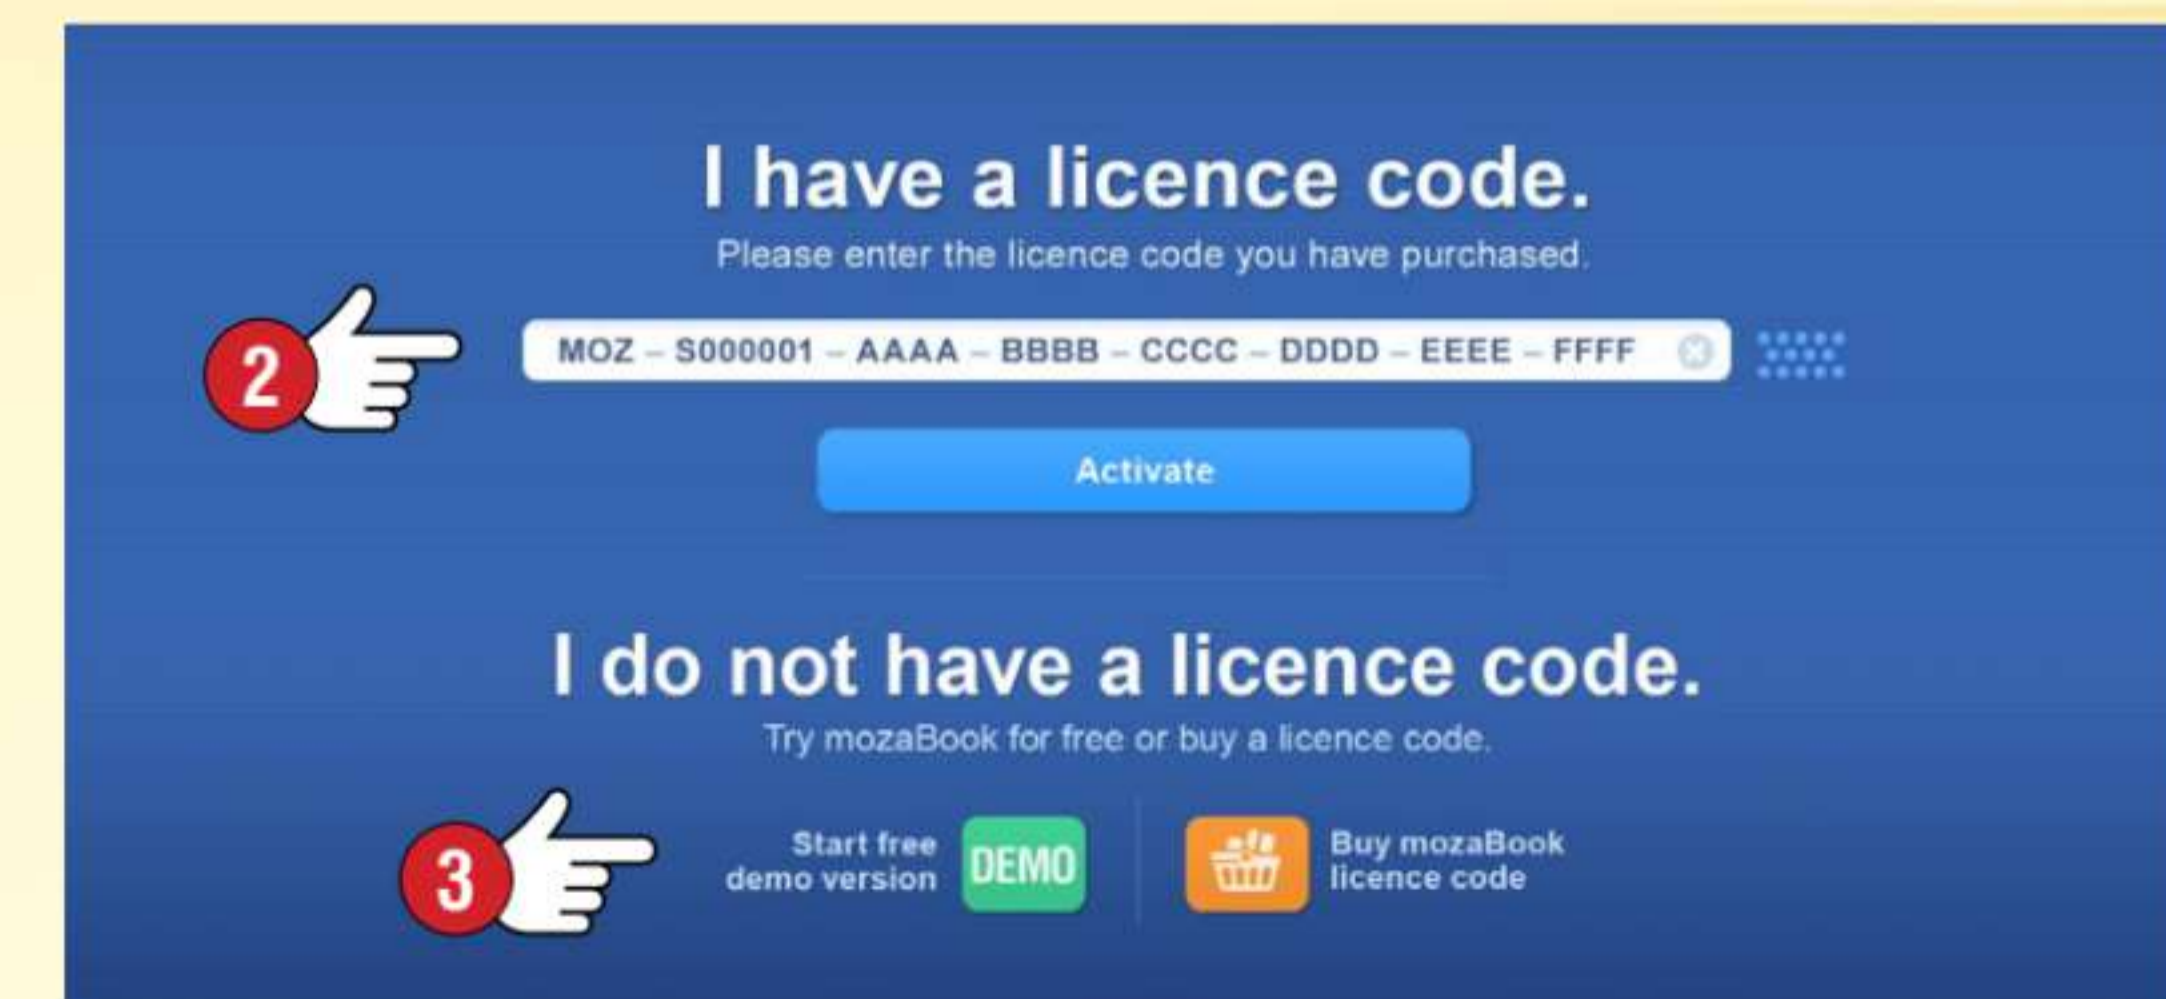 I have a licence code.
Please enter the licence code you have purchased.
2
MOZ – S000001 – AAAA – BBBB – CCCC – DDDD – EEEE – FFFF
Activate
I do not have a licence code.
Try mozaBook for free or buy a licence code.
3
Start free
demo version
DEMO
Buy mozaBook
licence code